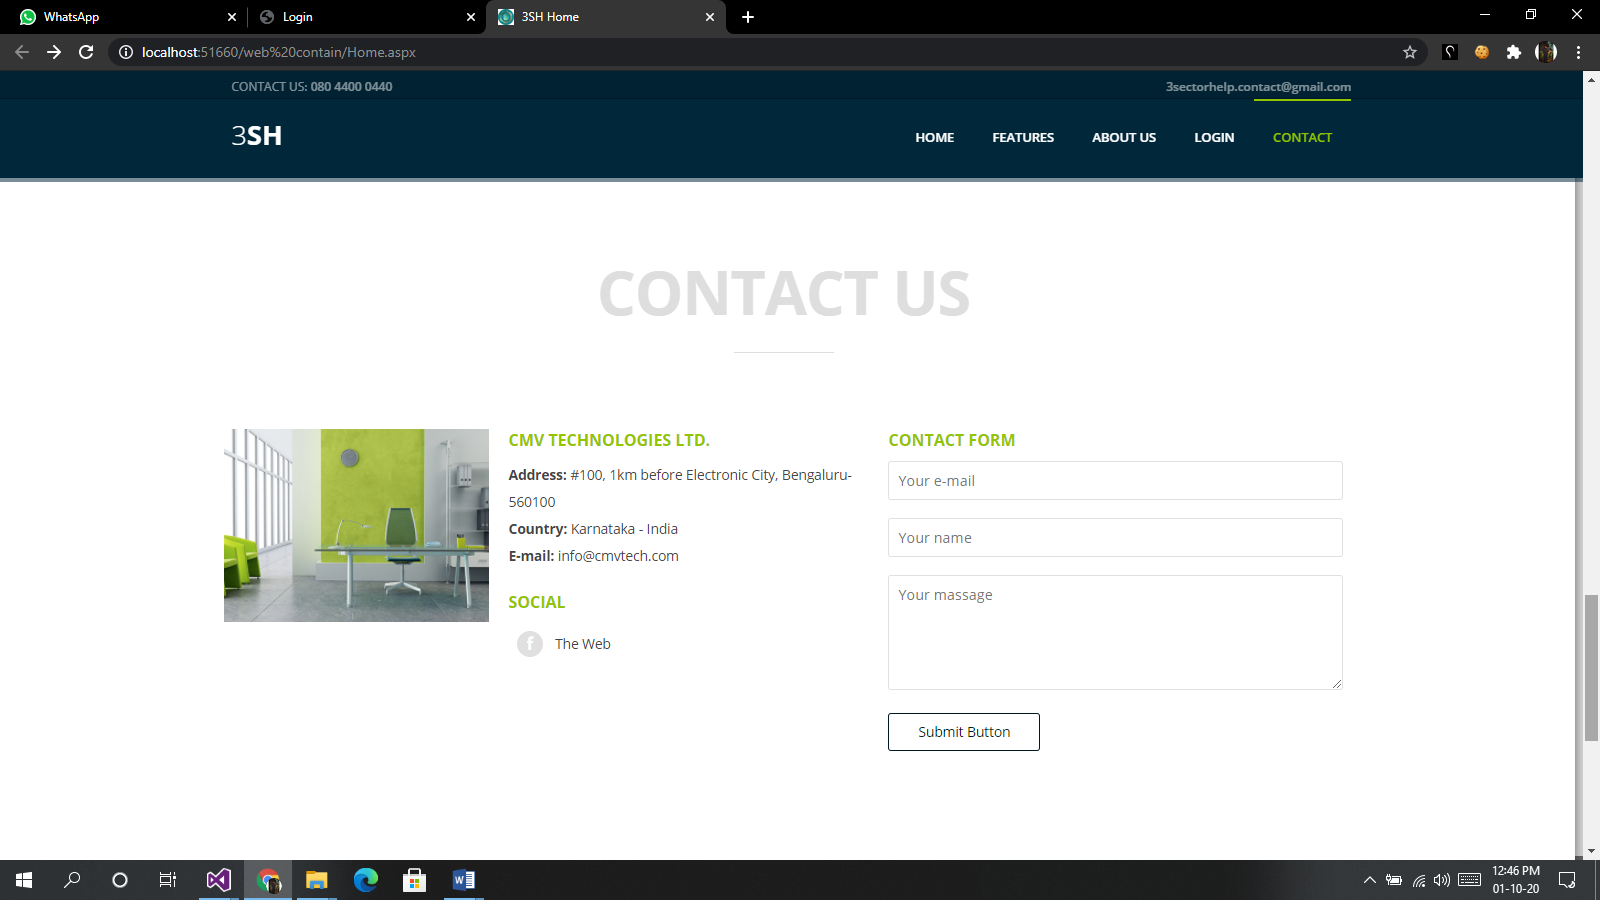 WhatsApp
Login
3SH Home
localhost:51660/web%20contain/Home.aspx
CONTACT US: 080 4400 0440
3sectorhelp.contact@gmail.com
3SH
HOME
FEATURES
ABOUT US
LOGIN
CONTACT
CONTACT US
CMV TECHNOLOGIES LTD.
Address: #100, 1km before Electronic City, Bengaluru-
560100
Country: Karnataka - India
E-mail: info@cmvtech.com
SOCIAL
The Web
CONTACT FORM
Your e-mail
Your name
Your massage
Submit Button
12:46 PM
01-10-20